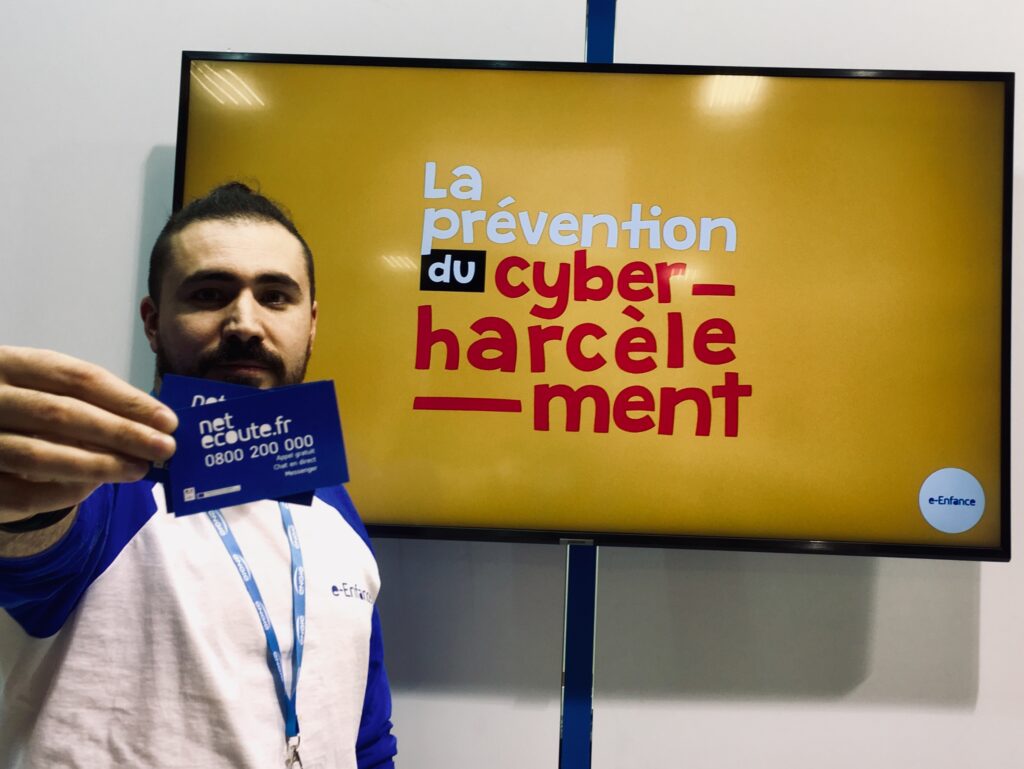 La
prévention
du cyber-
harcèle
-ment
e-Enfance
net
ecoute.fr
0800 200 000
Appel gratuit
Chat en direct
Messenger
e-Enfance